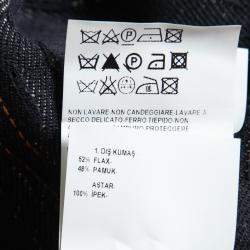 NON LAVARE NON CANDEGGIARE-LAVARE A
SECCO DELICATO-FERRO TIEPIDO-NON
PROTEGGERE
1. DIŞ KUMAŞ
52% FLAX-
48% PAMUK
ASTAR
100% İPEK-